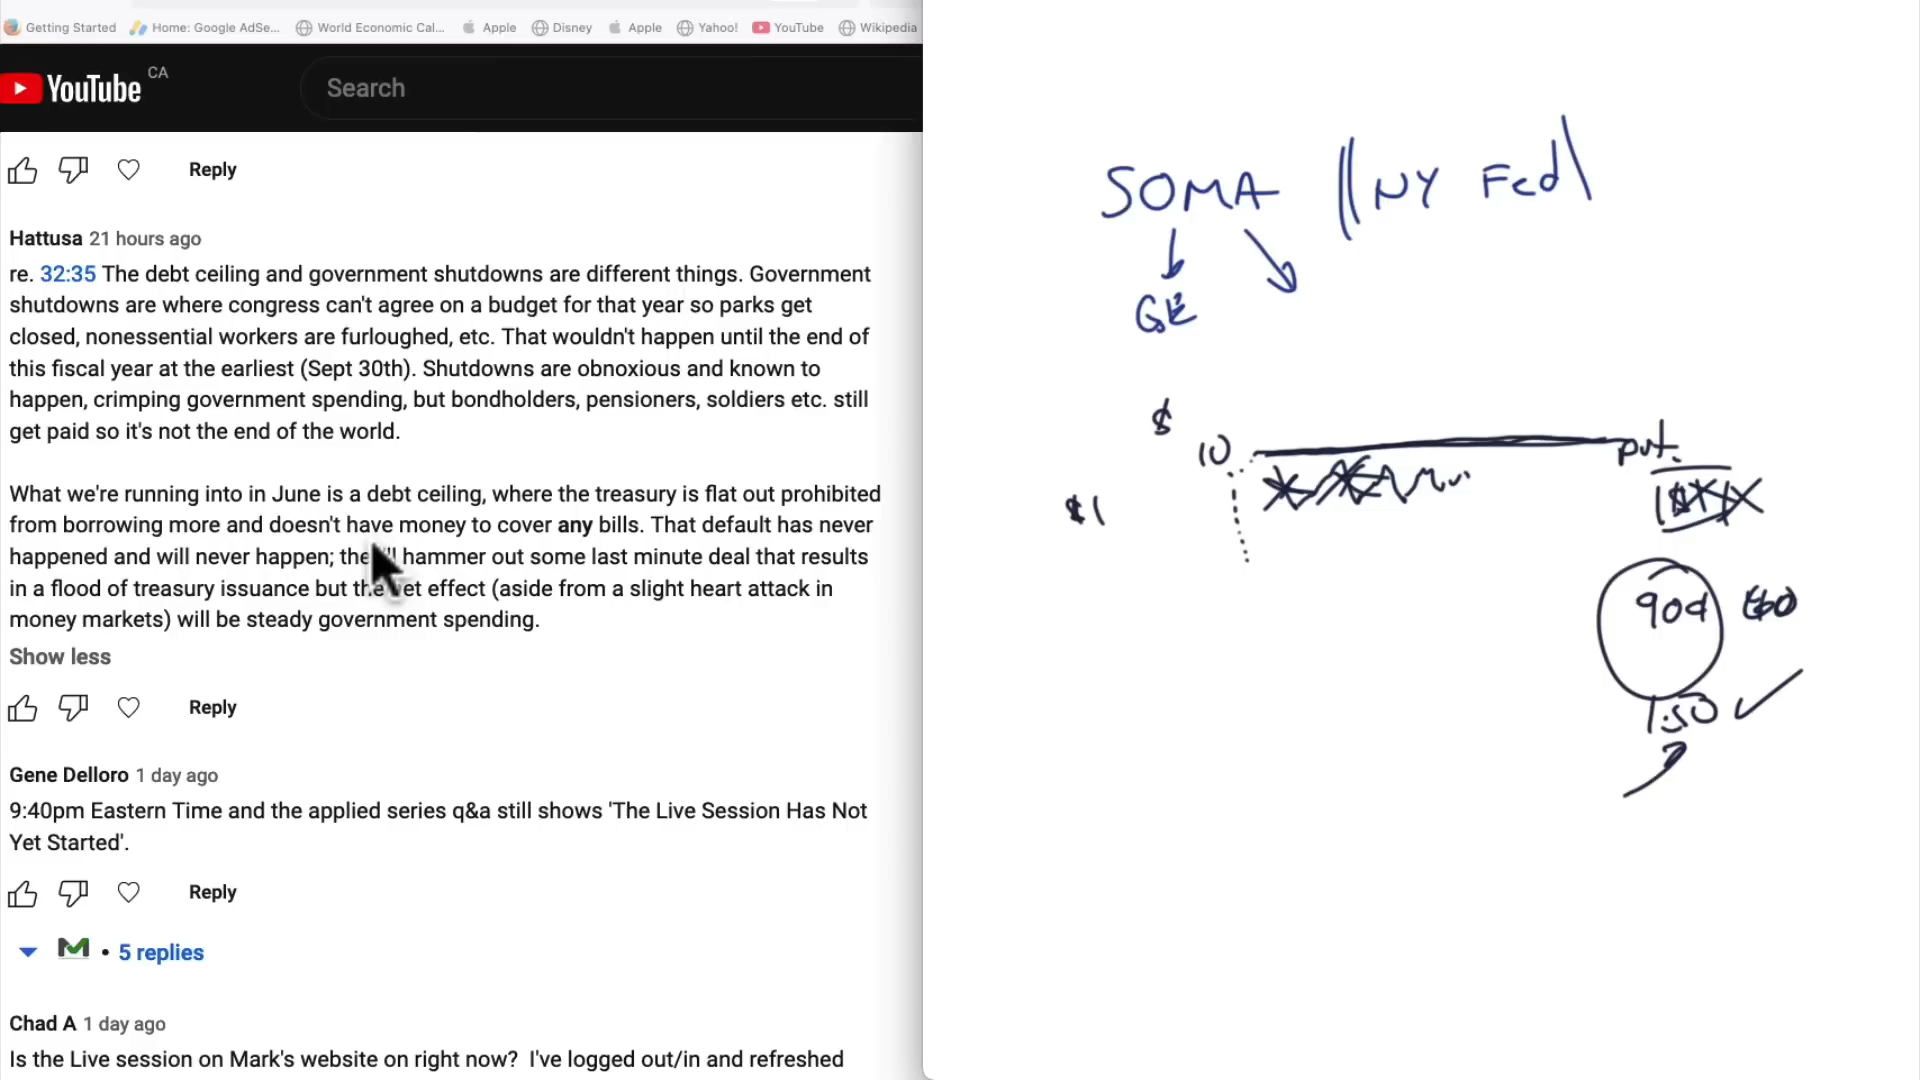 Getting Started Home: Google AdSe... World Economic Cal... Apple Disney Apple Yahoo! YouTube Wikipedia
YouTube CA Search
Reply
Hattusa 21 hours ago
re. 32:35 The debt ceiling and government shutdowns are different things. Government
shutdowns are where congress can't agree on a budget for that year so parks get
closed, nonessential workers are furloughed, etc. That wouldn't happen until the end of
this fiscal year at the earliest (Sept 30th). Shutdowns are obnoxious and known to
happen, crimping government spending, but bondholders, pensioners, soldiers etc. still
get paid so it's not the end of the world.
What we're running into in June is a debt ceiling, where the treasury is flat out prohibited
from borrowing more and doesn't have money to cover any bills. That default has never
happened and will never happen; they'll hammer out some last minute deal that results
in a flood of treasury issuance but the net effect (aside from a slight heart attack in
money markets) will be steady government spending.
Show less
Reply
Gene Delloro 1 day ago
9:40pm Eastern Time and the applied series q&a still shows 'The Live Session Has Not
Yet Started'.
Reply
• 5 replies
Chad A 1 day ago
Is the Live session on Mark's website on right now? I've logged out/in and refreshed
SOMA NY Fed
$
10 put
$1
90d
1.50